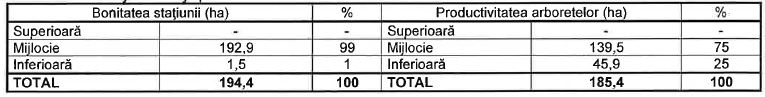 Bonitatea stațiunii (ha) % Productivitatea arboretelor (ha) %
Superioară - - Superioară - -
Mijlocie 192,9 99 Mijlocie 139,5 75
Inferioară 1,5 1 Inferioară 45,9 25
TOTAL 194,4 100 TOTAL 185,4 100